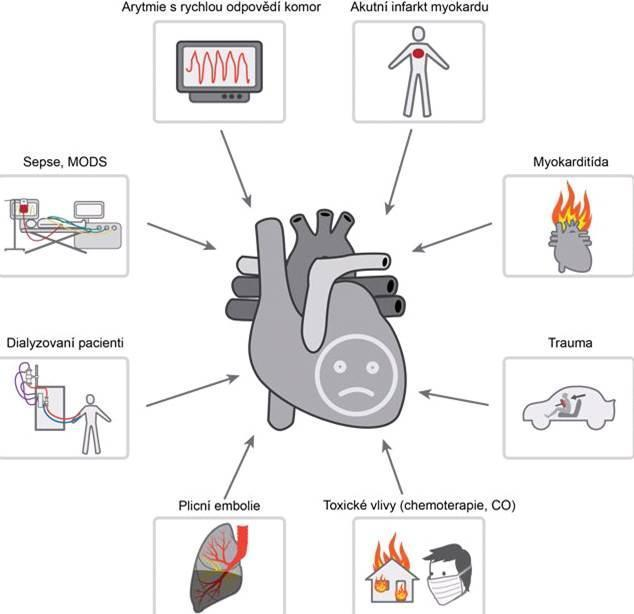 Arytmie s rychlou odpovědí komor
Akutní infarkt myokardu
Sepse, MODS
Myokarditída
Dialyzovaní pacienti
Trauma
Plicní embolie
Toxické vlivy (chemoterapie, CO)